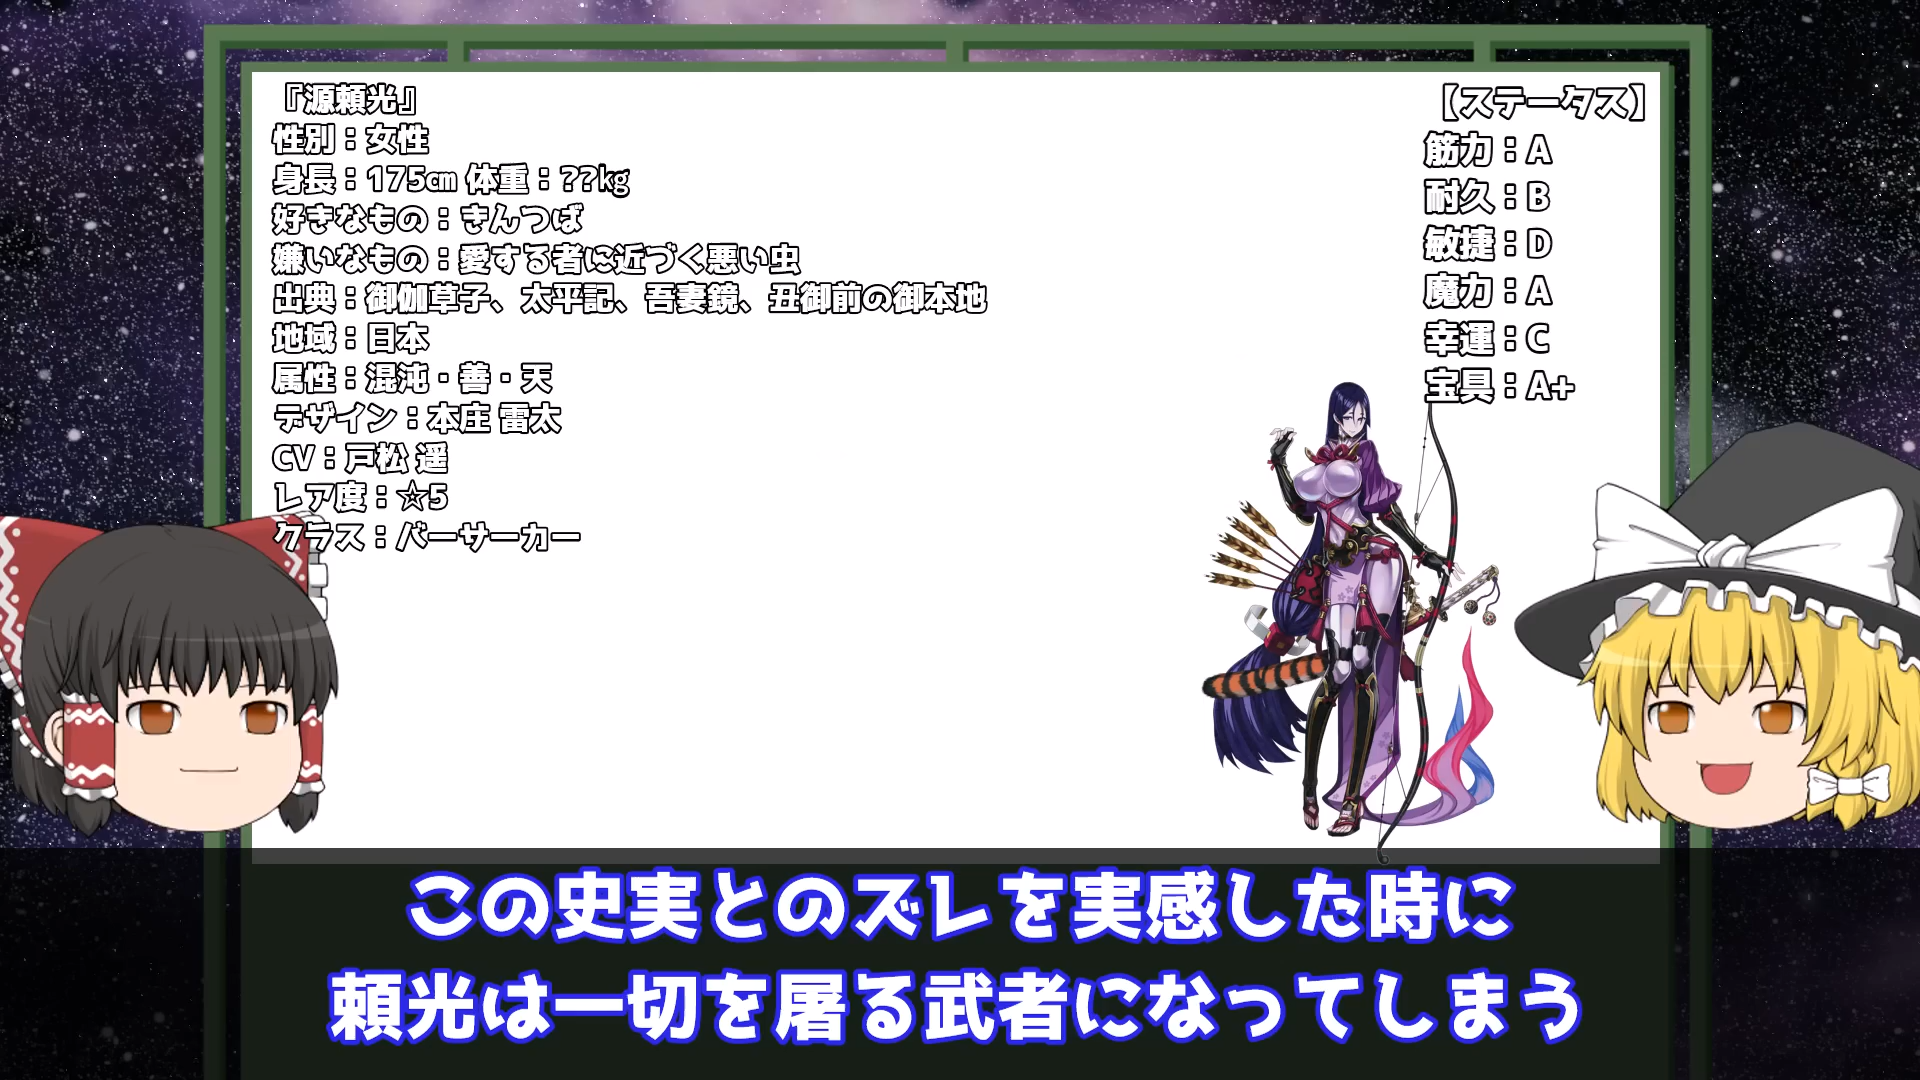 『源頼光』
性別：女性
身長：175㎝ 体重：??㎏
好きなもの：きんつば
嫌いなもの：愛する者に近づく悪い虫
出典：御伽草子、太平記、吾妻鏡、丑御前の御本地
地域：日本
属性：混沌・善・天
デザイン：本庄 雷太
CV：戸松 遥
レア度：☆5
クラス：バーサーカー
【ステータス】
筋力：A
耐久：B
敏捷：D
魔力：A
幸運：C
宝具：A+
この史実とのズレを実感した時に
頼光は一切を屠る武者になってしまう